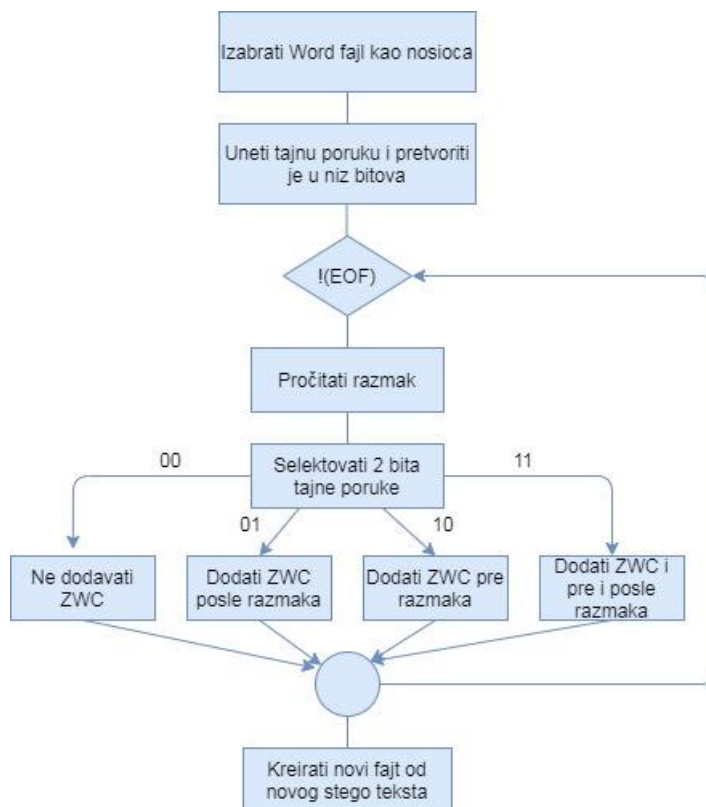 Izabrati Word fajl kao nosioca
Uneti tajnu poruku i pretvoriti
je u niz bitova
!(EOF)
Pročitati razmak
00
Selektovati 2 bita
tajne poruke
11
01
10
Ne dodavati
ZWC
Dodati ZWC
posle razmaka
Dodati ZWC pre
razmaka
Dodati ZWC i
pre i posle
razmaka
Kreirati novi fajt od
novog stego teksta